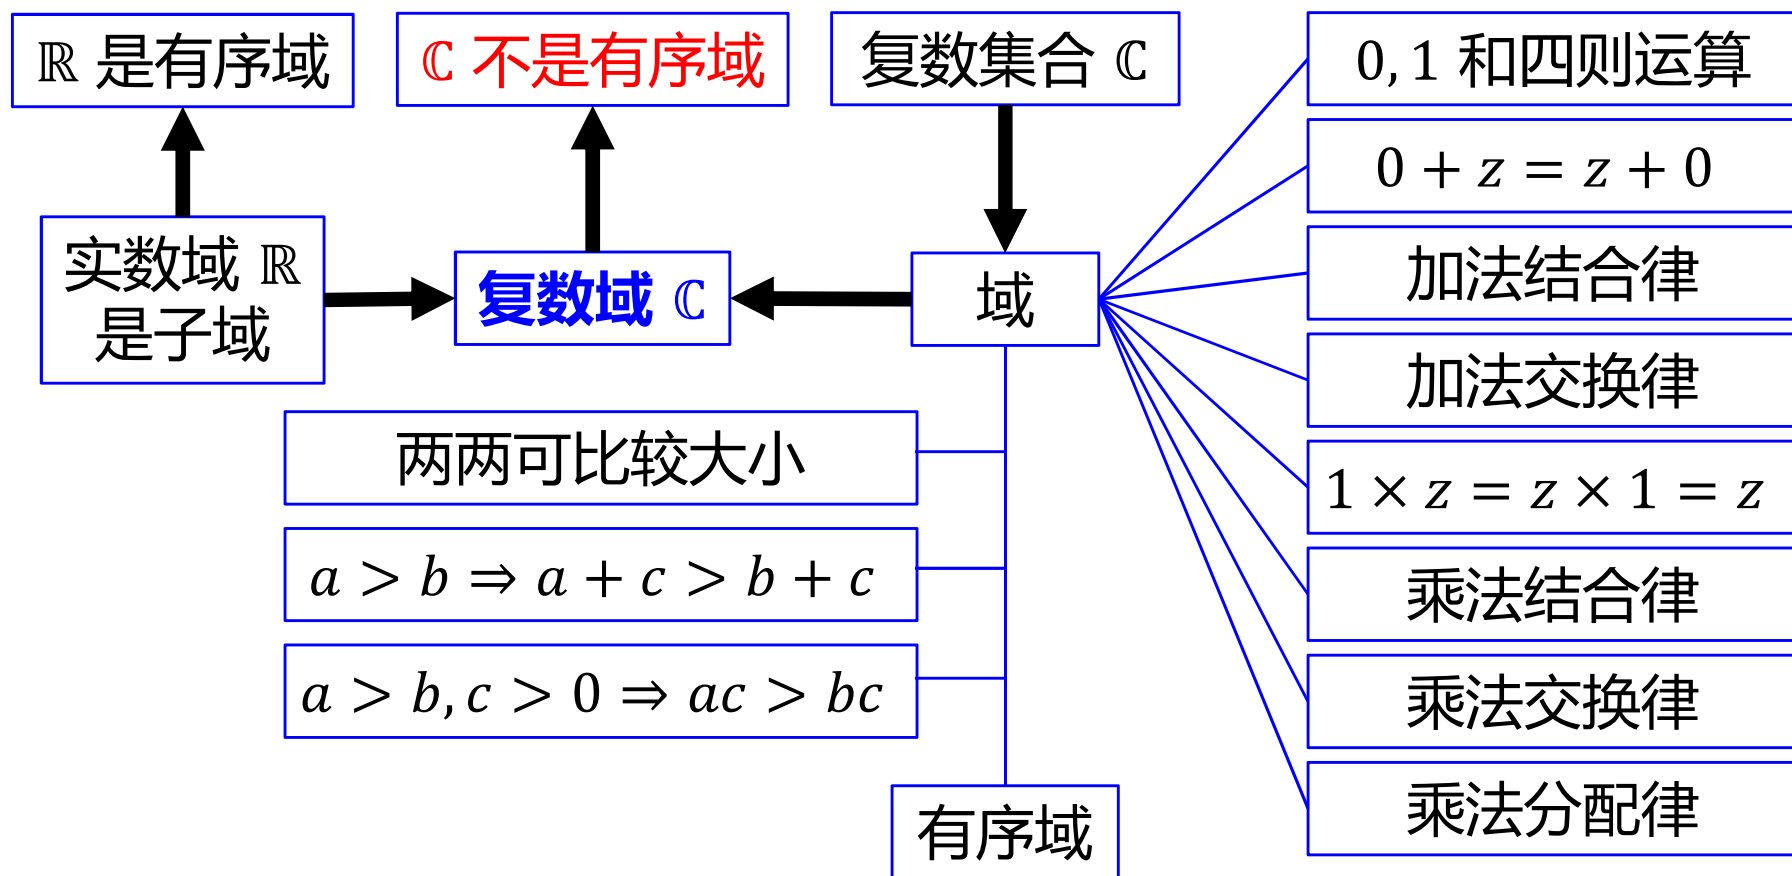 ℝ 是有序域
ℂ 不是有序域
复数集合 ℂ
0, 1 和四则运算
0 + z = z + 0
加法结合律
加法交换律
1 × z = z × 1 = z
乘法结合律
乘法交换律
乘法分配律
实数域 ℝ
是子域
复数域 ℂ
域
两两可比较大小
a > b ⇒ a + c > b + c
a > b, c > 0 ⇒ ac > bc
有序域